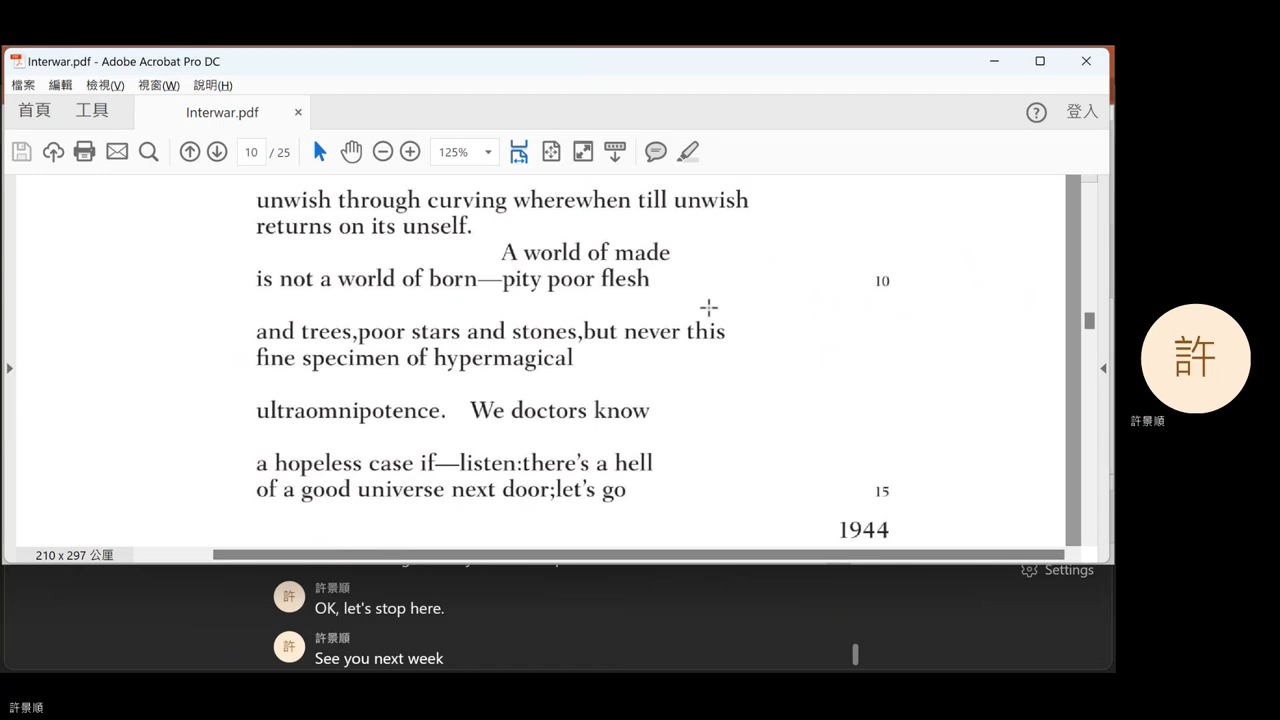 Interwar.pdf - Adobe Acrobat Pro DC
檔案 編輯 檢視(V) 視窗(W) 說明(H)
首頁 工具 Interwar.pdf × 登入
10 / 25 125%
unwish through curving wherewhen till unwish
returns on its unself.
A world of made
is not a world of born—pity poor flesh 10
and trees,poor stars and stones,but never this
fine specimen of hypermagical
ultraomnipotence. We doctors know
a hopeless case if—listen:there's a hell
of a good universe next door;let's go 15
1944
210 x 297 公厘
Settings
許 許景順
OK, let's stop here.
許 許景順
See you next week
許
許景順
許景順